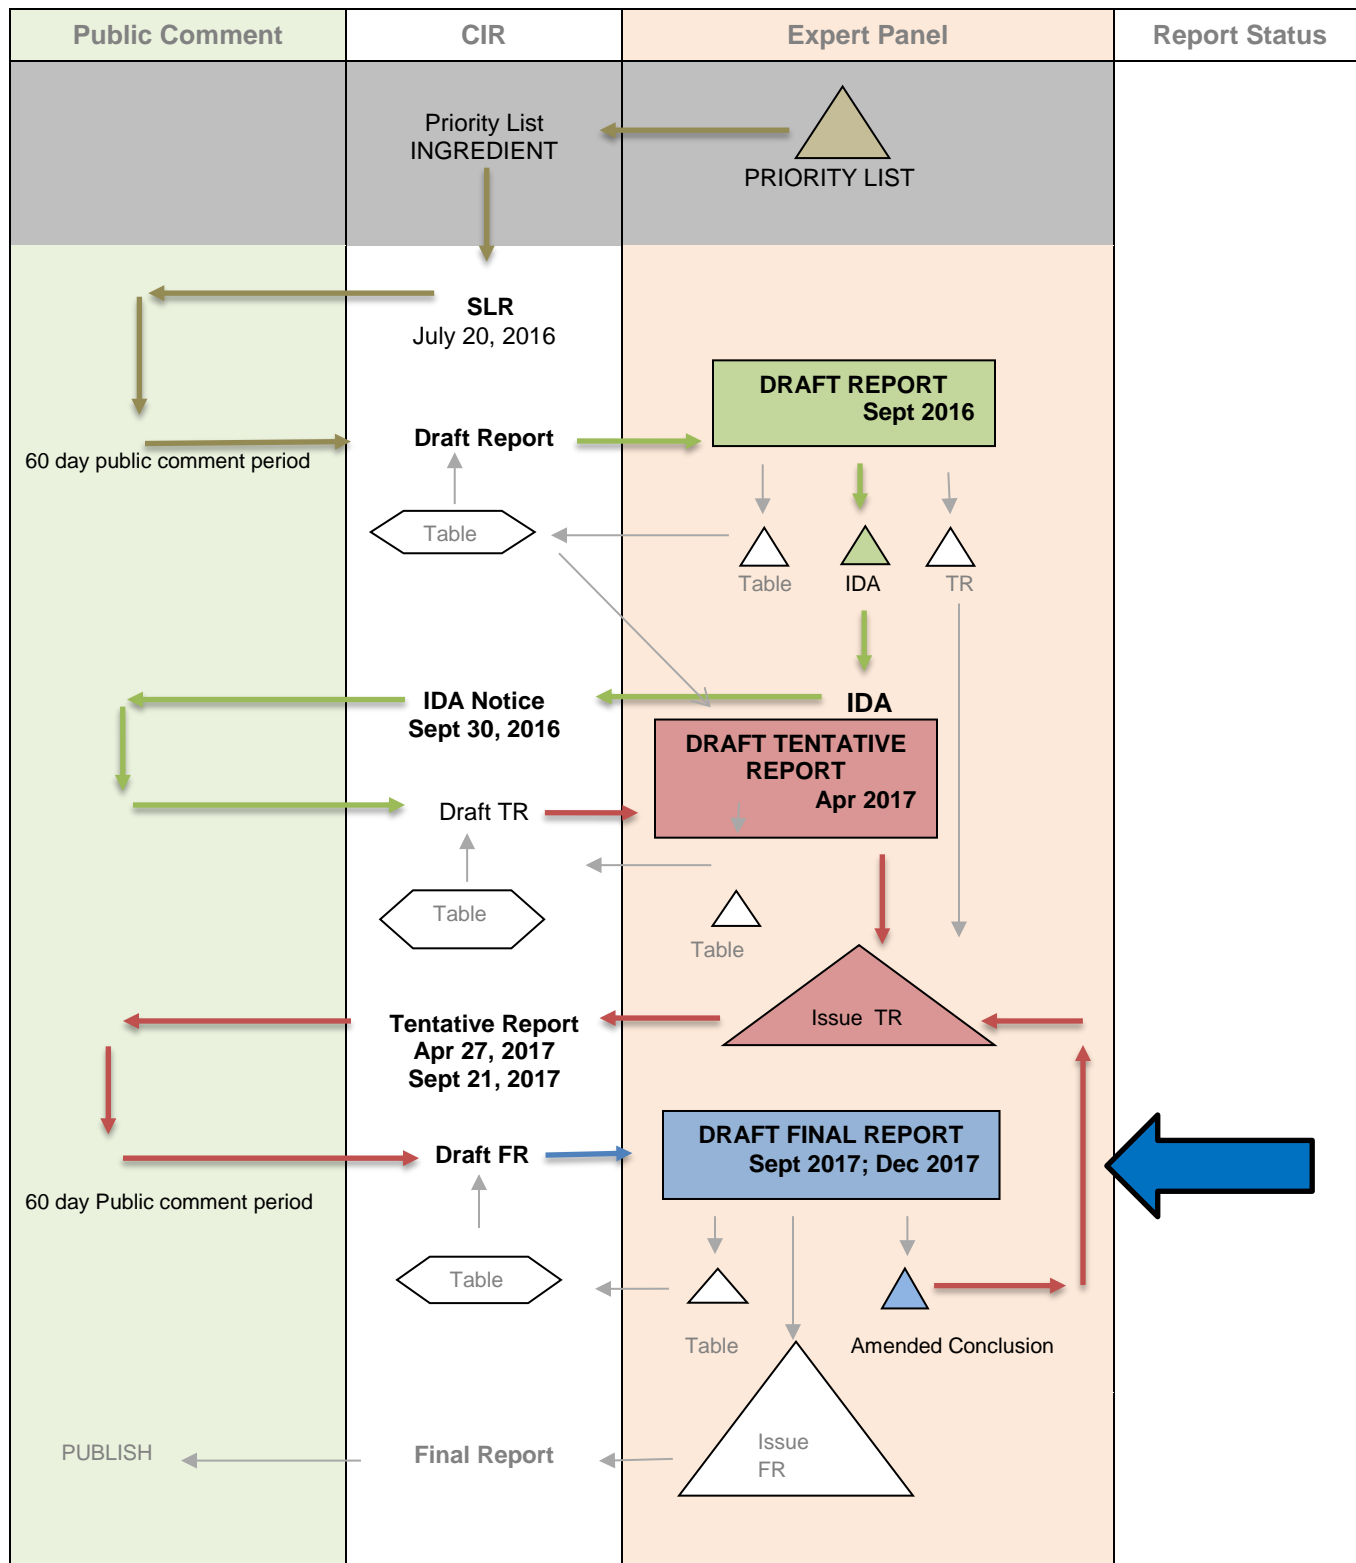 Public Comment
CIR
Expert Panel
Report Status
Priority List
INGREDIENT
PRIORITY LIST
SLR
July 20, 2016
DRAFT REPORT
Sept 2016
60 day public comment period
Draft Report
Table
Table
IDA
TR
IDA Notice
Sept 30, 2016
IDA
DRAFT TENTATIVE
REPORT
Apr 2017
Draft TR
Table
Table
Issue TR
Tentative Report
Apr 27, 2017
Sept 21, 2017
60 day Public comment period
Draft FR
DRAFT FINAL REPORT
Sept 2017; Dec 2017
Table
Table
Amended Conclusion
PUBLISH
Final Report
Issue
FR